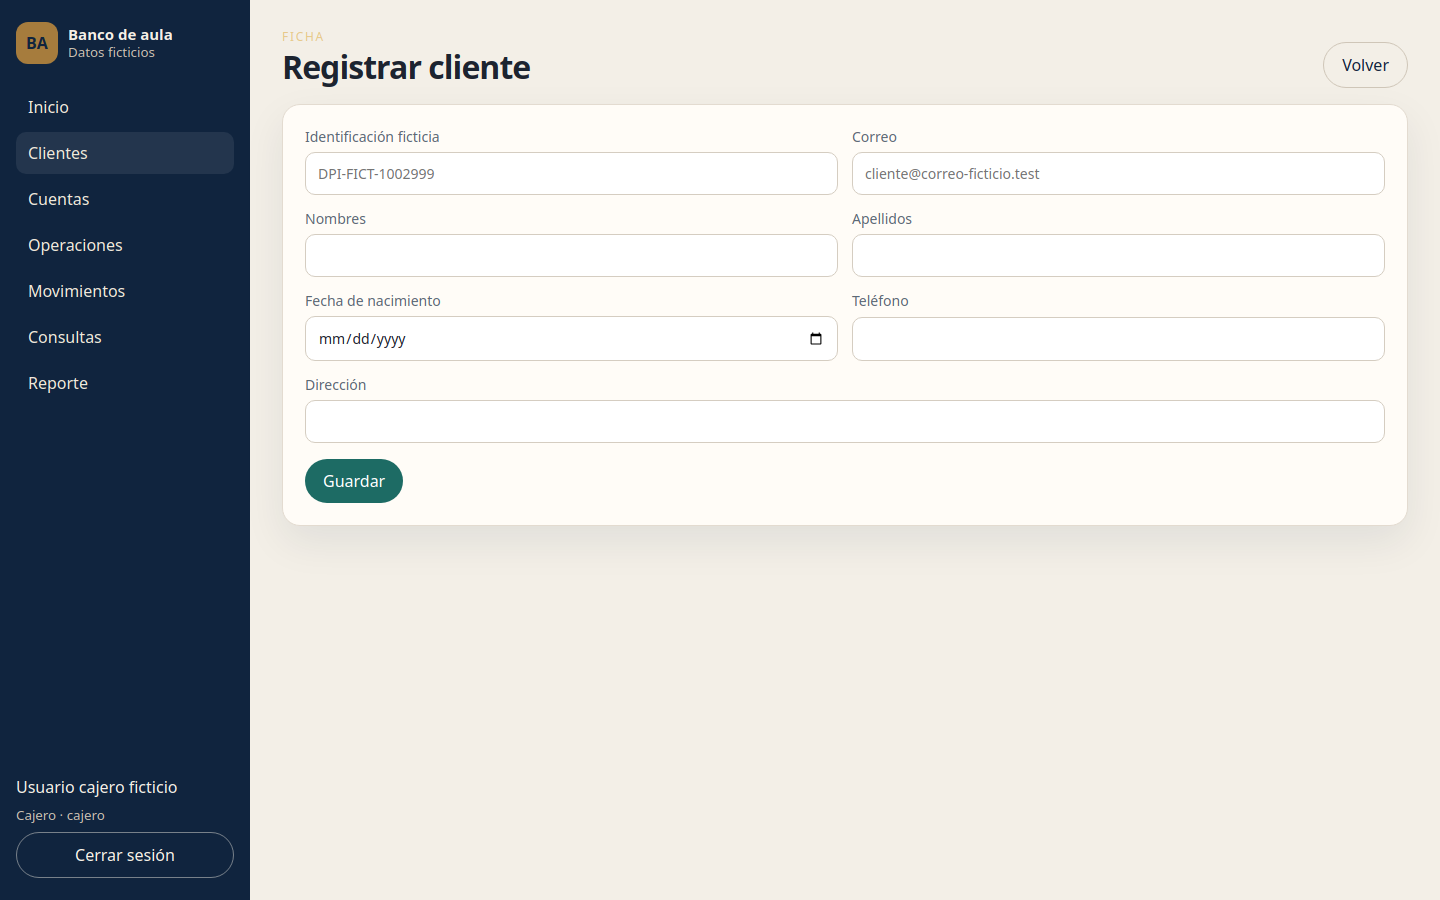 BA
Banco de aula
Datos ficticios
Inicio
Clientes
Cuentas
Operaciones
Movimientos
Consultas
Reporte
Usuario cajero ficticio
Cajero · cajero
Cerrar sesión
FICHA
Registrar cliente
Volver
Identificación ficticia
DPI-FICT-1002999
Correo
cliente@correo-ficticio.test
Nombres
Apellidos
Fecha de nacimiento
mm/dd/yyyy
Teléfono
Dirección
Guardar